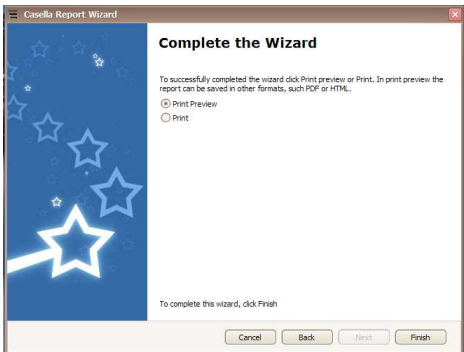 Casella Report Wizard
Complete the Wizard
To successfully completed the wizard click Print preview or Print. In print preview the
report can be saved in other formats, such PDF or HTML.
Print Preview
Print
To complete this wizard, click Finish
Cancel Back Next Finish